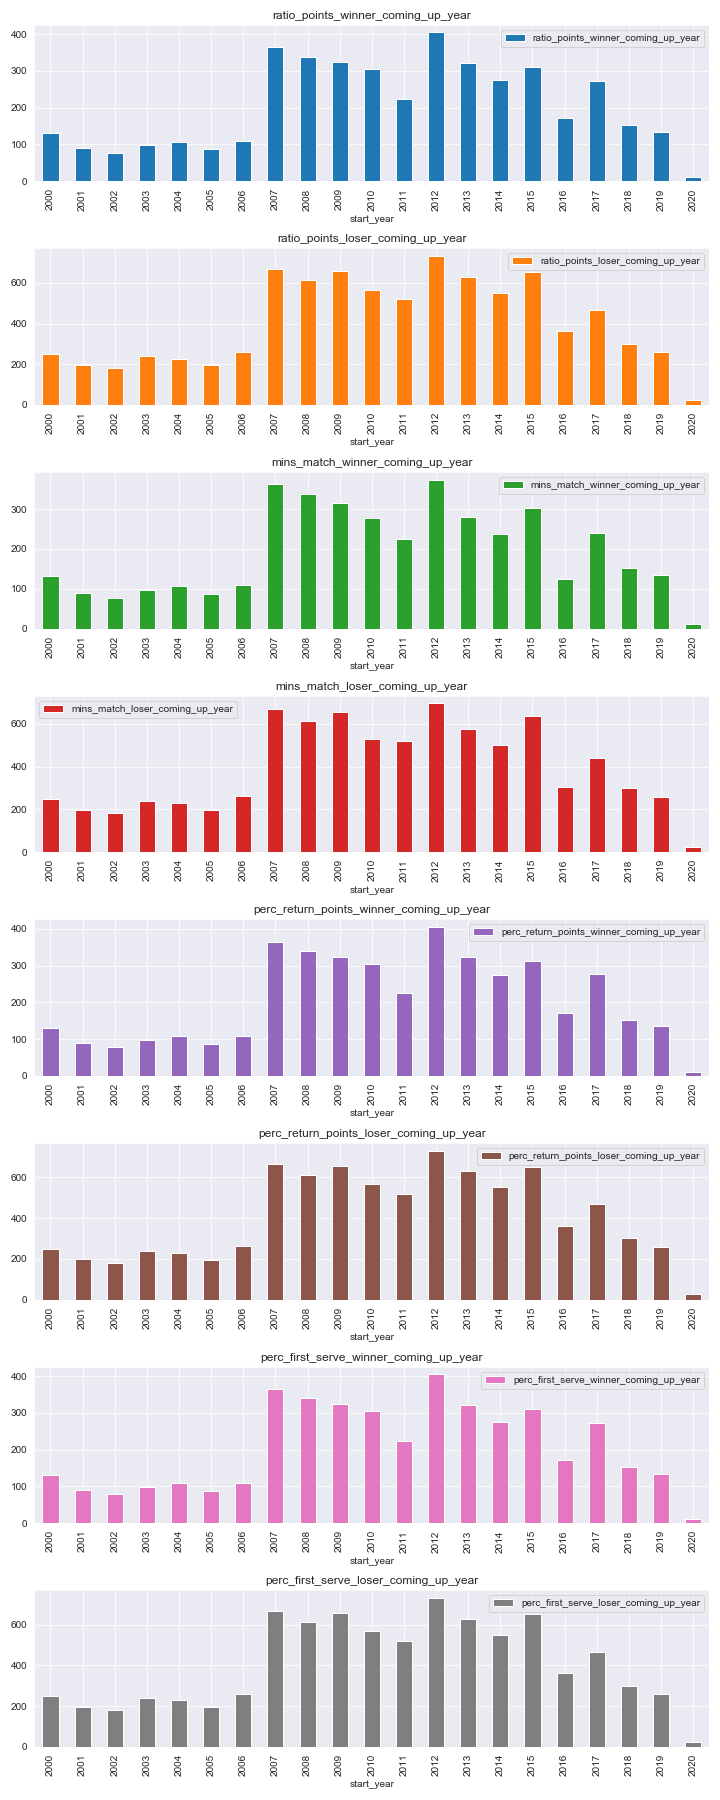 ratio_points_winner_coming_up_year
400
300
200
100
0
ratio_points_winner_coming_up_year
2000 2001 2002 2003 2004 2005 2006 2007 2008 2009 2010 2011 2012 2013 2014 2015 2016 2017 2018 2019 2020
start_year
ratio_points_loser_coming_up_year
600
400
200
0
ratio_points_loser_coming_up_year
2000 2001 2002 2003 2004 2005 2006 2007 2008 2009 2010 2011 2012 2013 2014 2015 2016 2017 2018 2019 2020
start_year
mins_match_winner_coming_up_year
300
200
100
0
mins_match_winner_coming_up_year
2000 2001 2002 2003 2004 2005 2006 2007 2008 2009 2010 2011 2012 2013 2014 2015 2016 2017 2018 2019 2020
start_year
mins_match_loser_coming_up_year
600
400
200
0
mins_match_loser_coming_up_year
2000 2001 2002 2003 2004 2005 2006 2007 2008 2009 2010 2011 2012 2013 2014 2015 2016 2017 2018 2019 2020
start_year
perc_return_points_winner_coming_up_year
400
300
200
100
0
perc_return_points_winner_coming_up_year
2000 2001 2002 2003 2004 2005 2006 2007 2008 2009 2010 2011 2012 2013 2014 2015 2016 2017 2018 2019 2020
start_year
perc_return_points_loser_coming_up_year
600
400
200
0
perc_return_points_loser_coming_up_year
2000 2001 2002 2003 2004 2005 2006 2007 2008 2009 2010 2011 2012 2013 2014 2015 2016 2017 2018 2019 2020
start_year
perc_first_serve_winner_coming_up_year
400
300
200
100
0
perc_first_serve_winner_coming_up_year
2000 2001 2002 2003 2004 2005 2006 2007 2008 2009 2010 2011 2012 2013 2014 2015 2016 2017 2018 2019 2020
start_year
perc_first_serve_loser_coming_up_year
600
400
200
0
perc_first_serve_loser_coming_up_year
2000 2001 2002 2003 2004 2005 2006 2007 2008 2009 2010 2011 2012 2013 2014 2015 2016 2017 2018 2019 2020
start_year